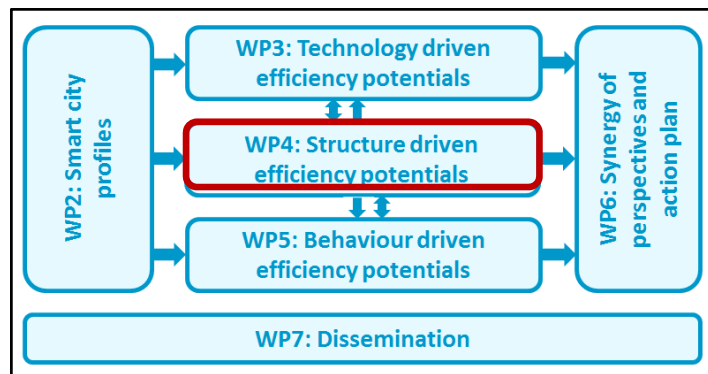 WP2: Smart city
profiles
WP3: Technology driven
efficiency potentials
WP4: Structure driven
efficiency potentials
WP5: Behaviour driven
efficiency potentials
WP6: Synergy of
perspectives and
action plan
WP7: Dissemination